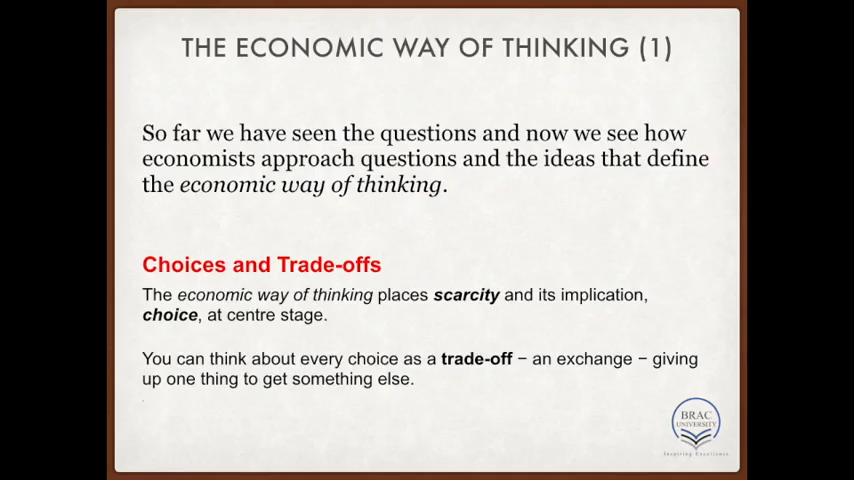 THE ECONOMIC WAY OF THINKING (1)
So far we have seen the questions and now we see how
economists approach questions and the ideas that define
the economic way of thinking.
Choices and Trade-offs
The economic way of thinking places scarcity and its implication,
choice, at centre stage.
You can think about every choice as a trade-off − an exchange − giving
up one thing to get something else.
BRAC
UNIVERSITY
Inspiring Excellence